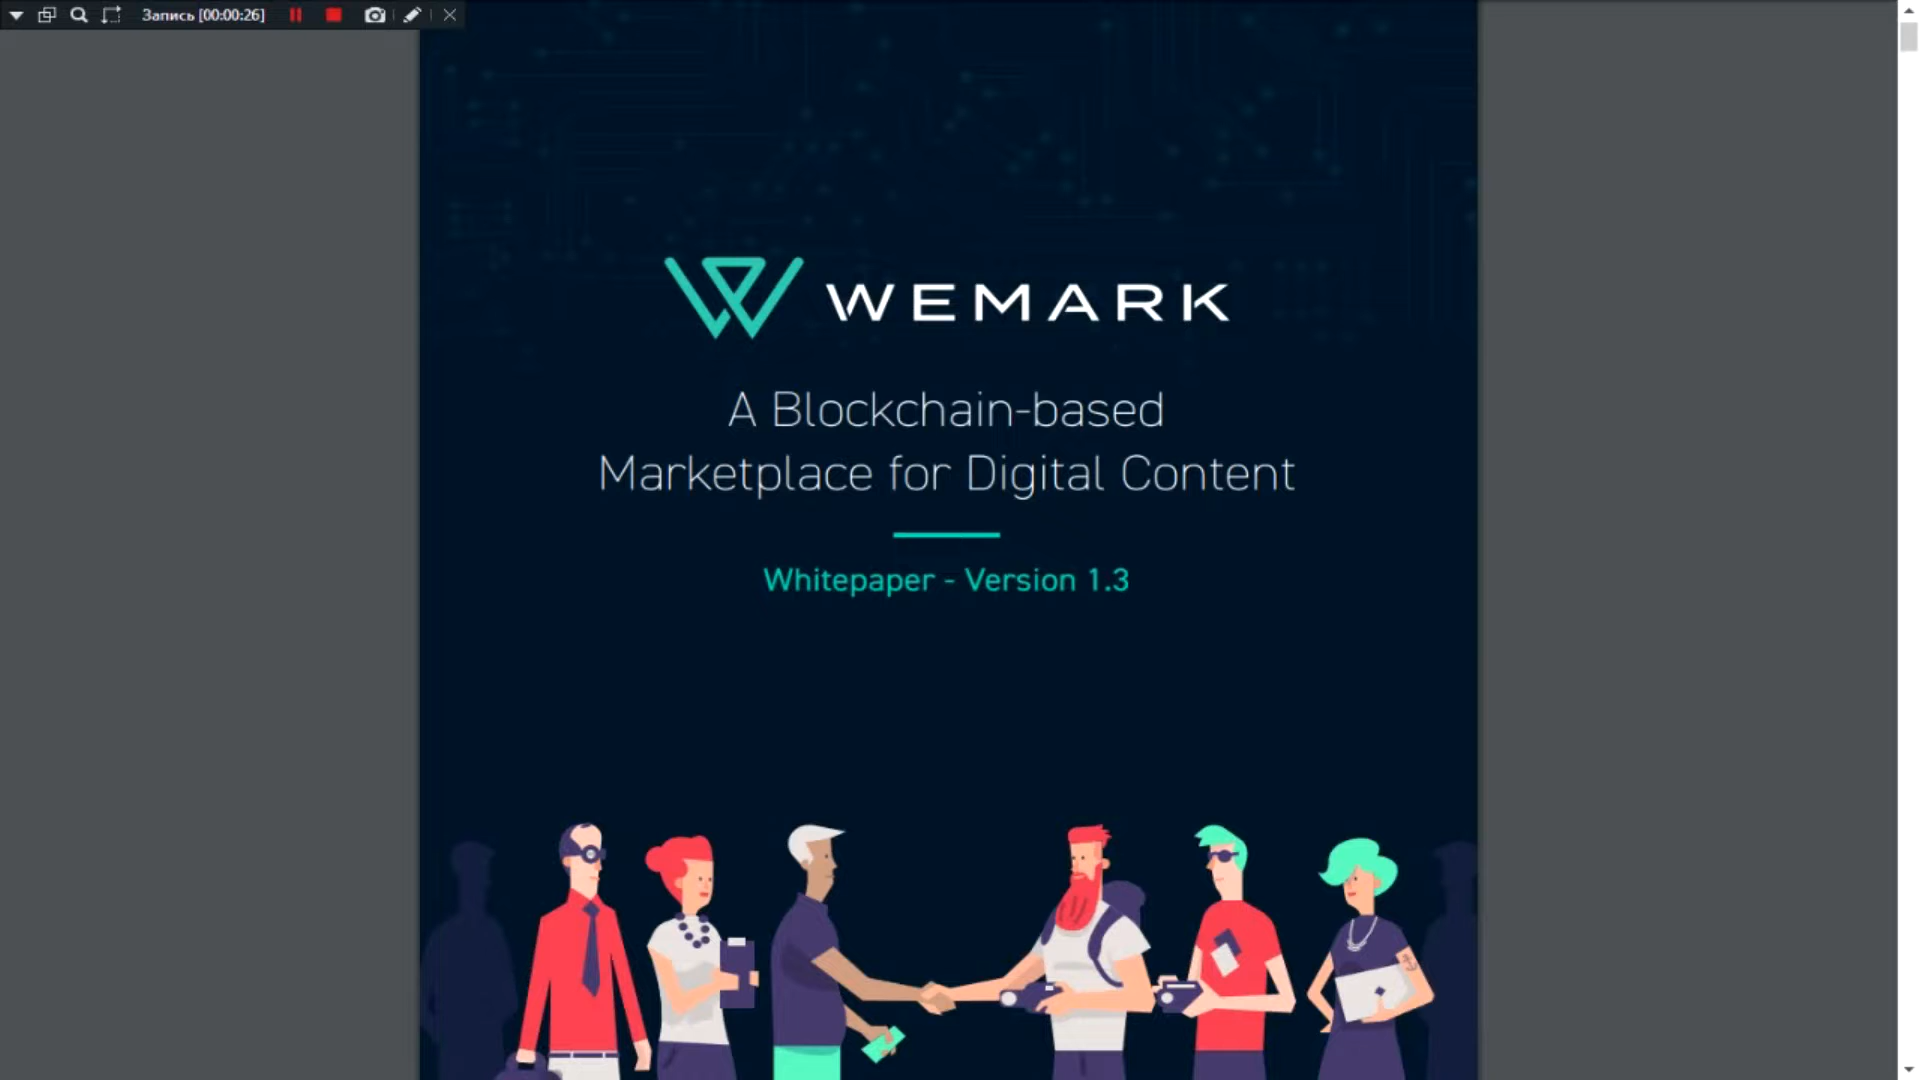 Запись [00:00:26]
WEMARK
A Blockchain-based
Marketplace for Digital Content
Whitepaper - Version 1.3